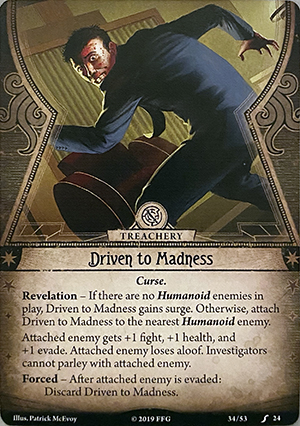 TREACHERY
Driven to Madness
Curse.
Revelation – If there are no Humanoid enemies in
play, Driven to Madness gains surge. Otherwise, attach
Driven to Madness to the nearest Humanoid enemy.
Attached enemy gets +1 fight, +1 health, and
+1 evade. Attached enemy loses aloof. Investigators
cannot parley with attached enemy.
Forced – After attached enemy is evaded:
Discard Driven to Madness.
Illus. Patrick McEvoy © 2019 FFG 34/53 24